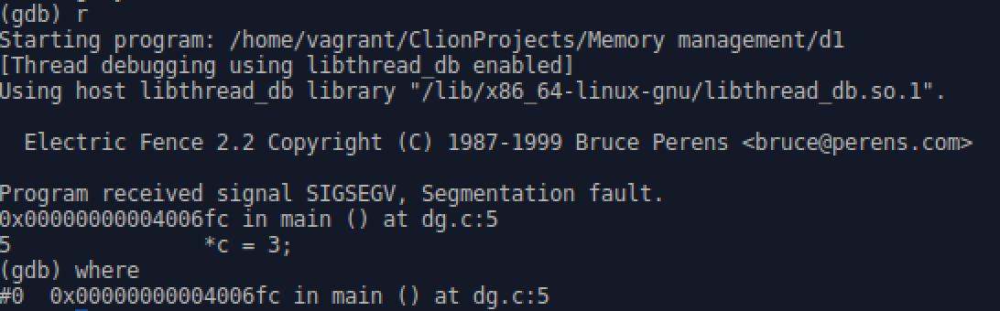 (gdb) r
Starting program: /home/vagrant/ClionProjects/Memory management/d1
[Thread debugging using libthread_db enabled]
Using host libthread_db library "/lib/x86_64-linux-gnu/libthread_db.so.1".
Electric Fence 2.2 Copyright (C) 1987-1999 Bruce Perens <bruce@perens.com>
Program received signal SIGSEGV, Segmentation fault.
0x00000000004006fc in main () at dg.c:5
5               *c = 3;
(gdb) where
#0  0x00000000004006fc in main () at dg.c:5